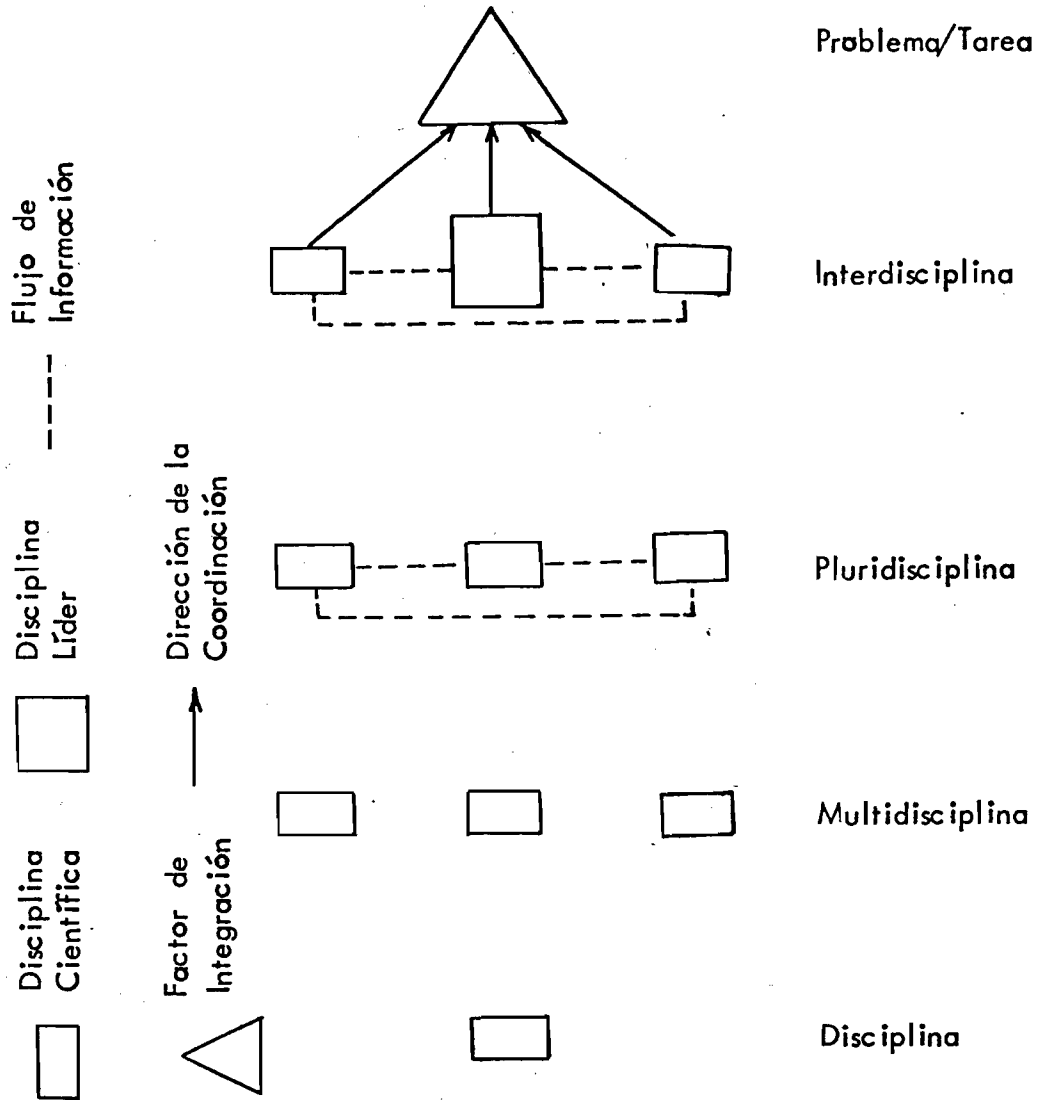 Problema/Tarea
Interdisciplina
Pluridisciplina
Multidisciplina
Disciplina
Disciplina
Científica
Disciplina
Líder
Flujo de
Información
Factor de
Integración
Dirección de la
Coordinación